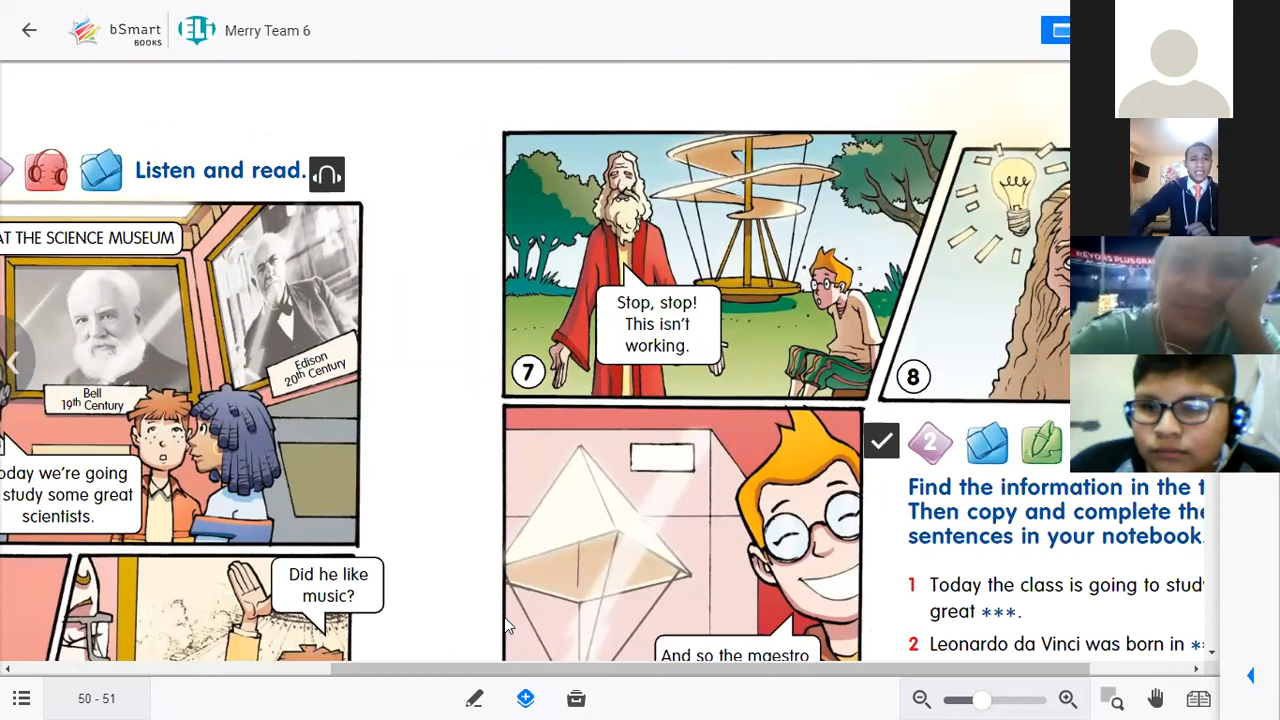 bSmart
BOOKS
ELi
Merry Team 6
Listen and read.
AT THE SCIENCE MUSEUM
Bell
19th Century
Edison
20th Century
oday we're going
study some great
scientists.
Did he like
music?
Stop, stop!
This isn't
working.
7
8
And so the maestro
2
Find the information in the t
Then copy and complete the
sentences in your notebook.
1 Today the class is going to stud
great ***.
2 Leonardo da Vinci was born in *
50 - 51